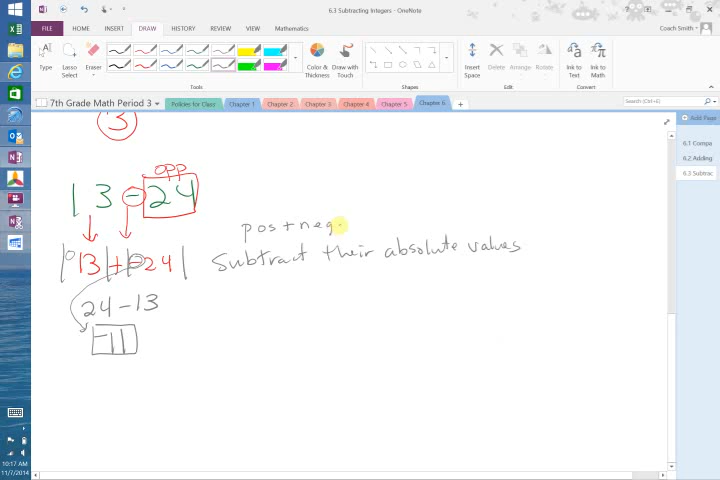 6.3 Subtracting Integers - OneNote
FILE HOME INSERT DRAW HISTORY REVIEW VIEW Mathematics Coach Smith
Type Lasso Select Eraser Color & Thickness Draw with Touch Shapes Insert Space Delete Arrange Rotate Ink to Text Ink to Math
Tools Shapes Edit Convert
7th Grade Math Period 3 Policies for Class Chapter 1 Chapter 2 Chapter 3 Chapter 4 Chapter 5 Chapter 6 + Search (Ctrl+E)
Add Page
6.1 Compa
6.2 Adding
6.3 Subtrac
3
opp
13 - 24
pos + neg
|13| + |-24| Subtract their absolute values
24 - 13
-11
10:17 AM
11/7/2014